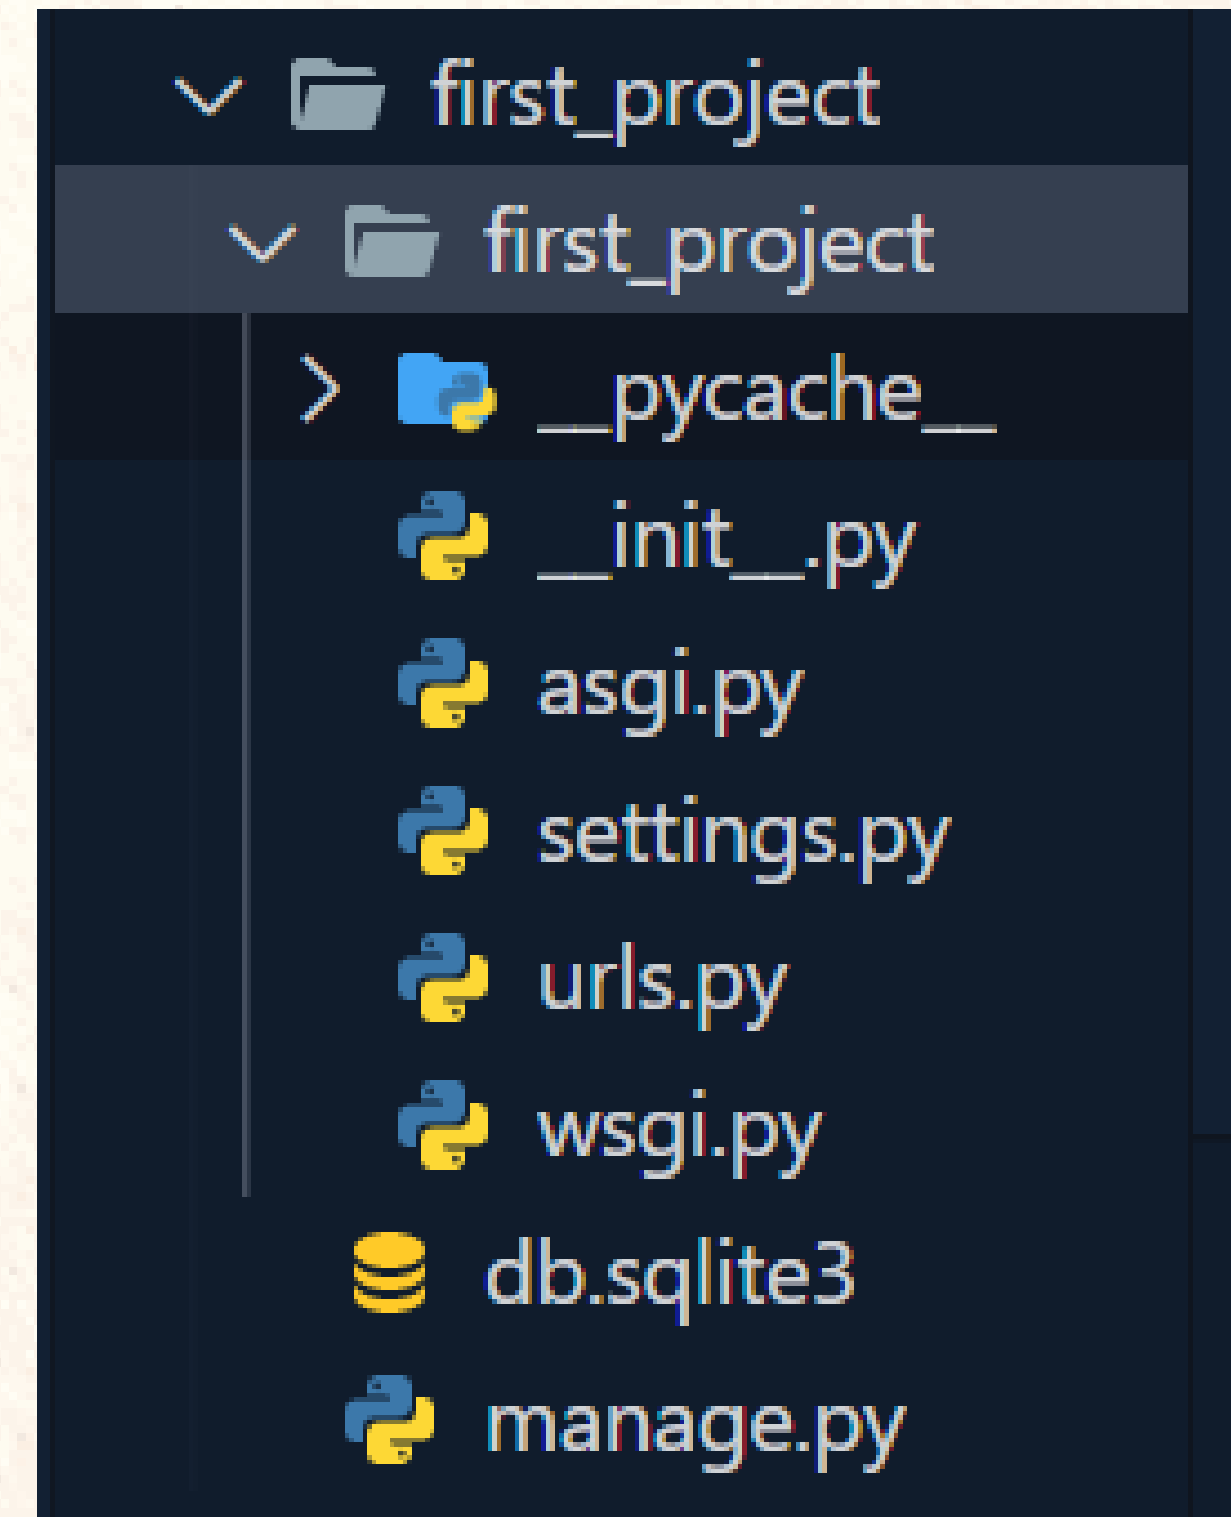 first_project
first_project
__pycache__
__init__.py
asgi.py
settings.py
urls.py
wsgi.py
db.sqlite3
manage.py